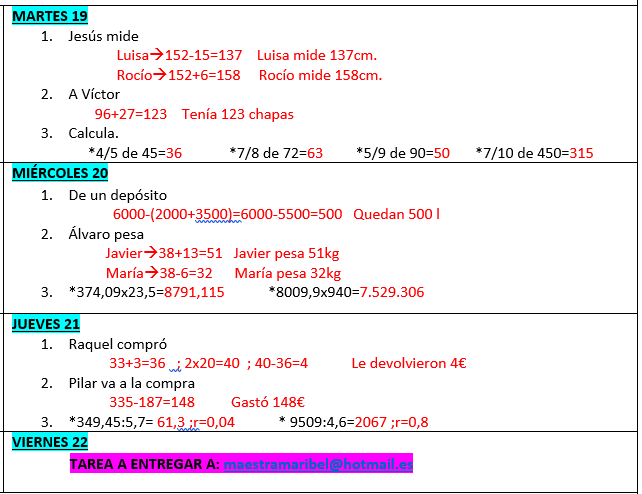 MARTES 19
1. Jesús mide
Luisa→152-15=137 Luisa mide 137cm.
Rocío→152+6=158 Rocío mide 158cm.
2. A Víctor
96+27=123 Tenía 123 chapas
3. Calcula.
*4/5 de 45=36 *7/8 de 72=63 *5/9 de 90=50 *7/10 de 450=315
MIÉRCOLES 20
1. De un depósito
6000-(2000+3500)=6000-5500=500 Quedan 500 l
2. Álvaro pesa
Javier→38+13=51 Javier pesa 51kg
María→38-6=32 María pesa 32kg
3. *374,09x23,5=8791,115 *8009,9x940=7.529.306
JUEVES 21
1. Raquel compró
33+3=36 ; 2x20=40 ; 40-36=4 Le devolvieron 4€
2. Pilar va a la compra
335-187=148 Gastó 148€
3. *349,45:5,7= 61,3 ;r=0,04 * 9509:4,6=2067 ;r=0,8
VIERNES 22
TAREA A ENTREGAR A: maestramaribel@hotmail.es